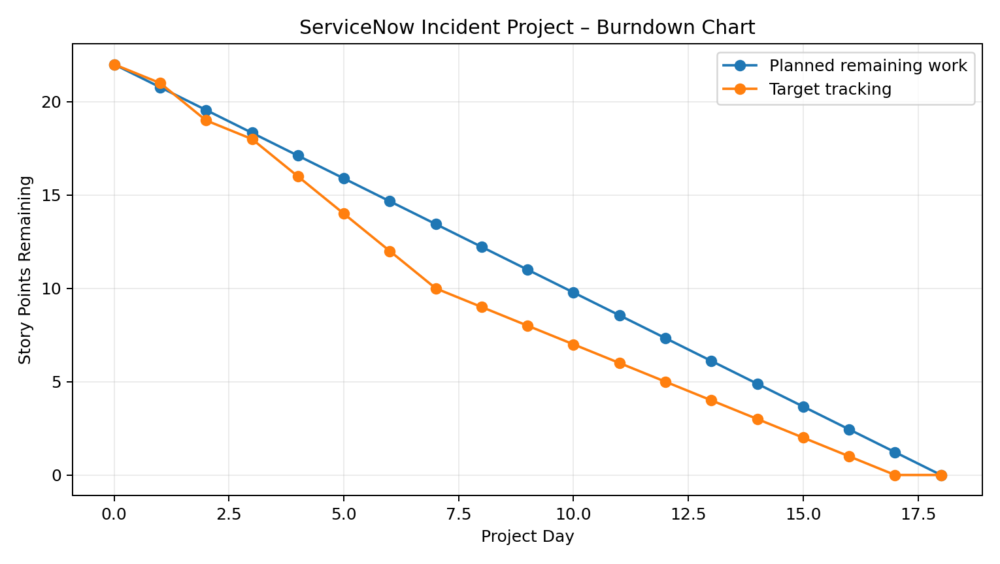 ServiceNow Incident Project – Burndown Chart
Planned remaining work
Target tracking
Story Points Remaining
20
15
10
5
0
0.0 2.5 5.0 7.5 10.0 12.5 15.0 17.5
Project Day